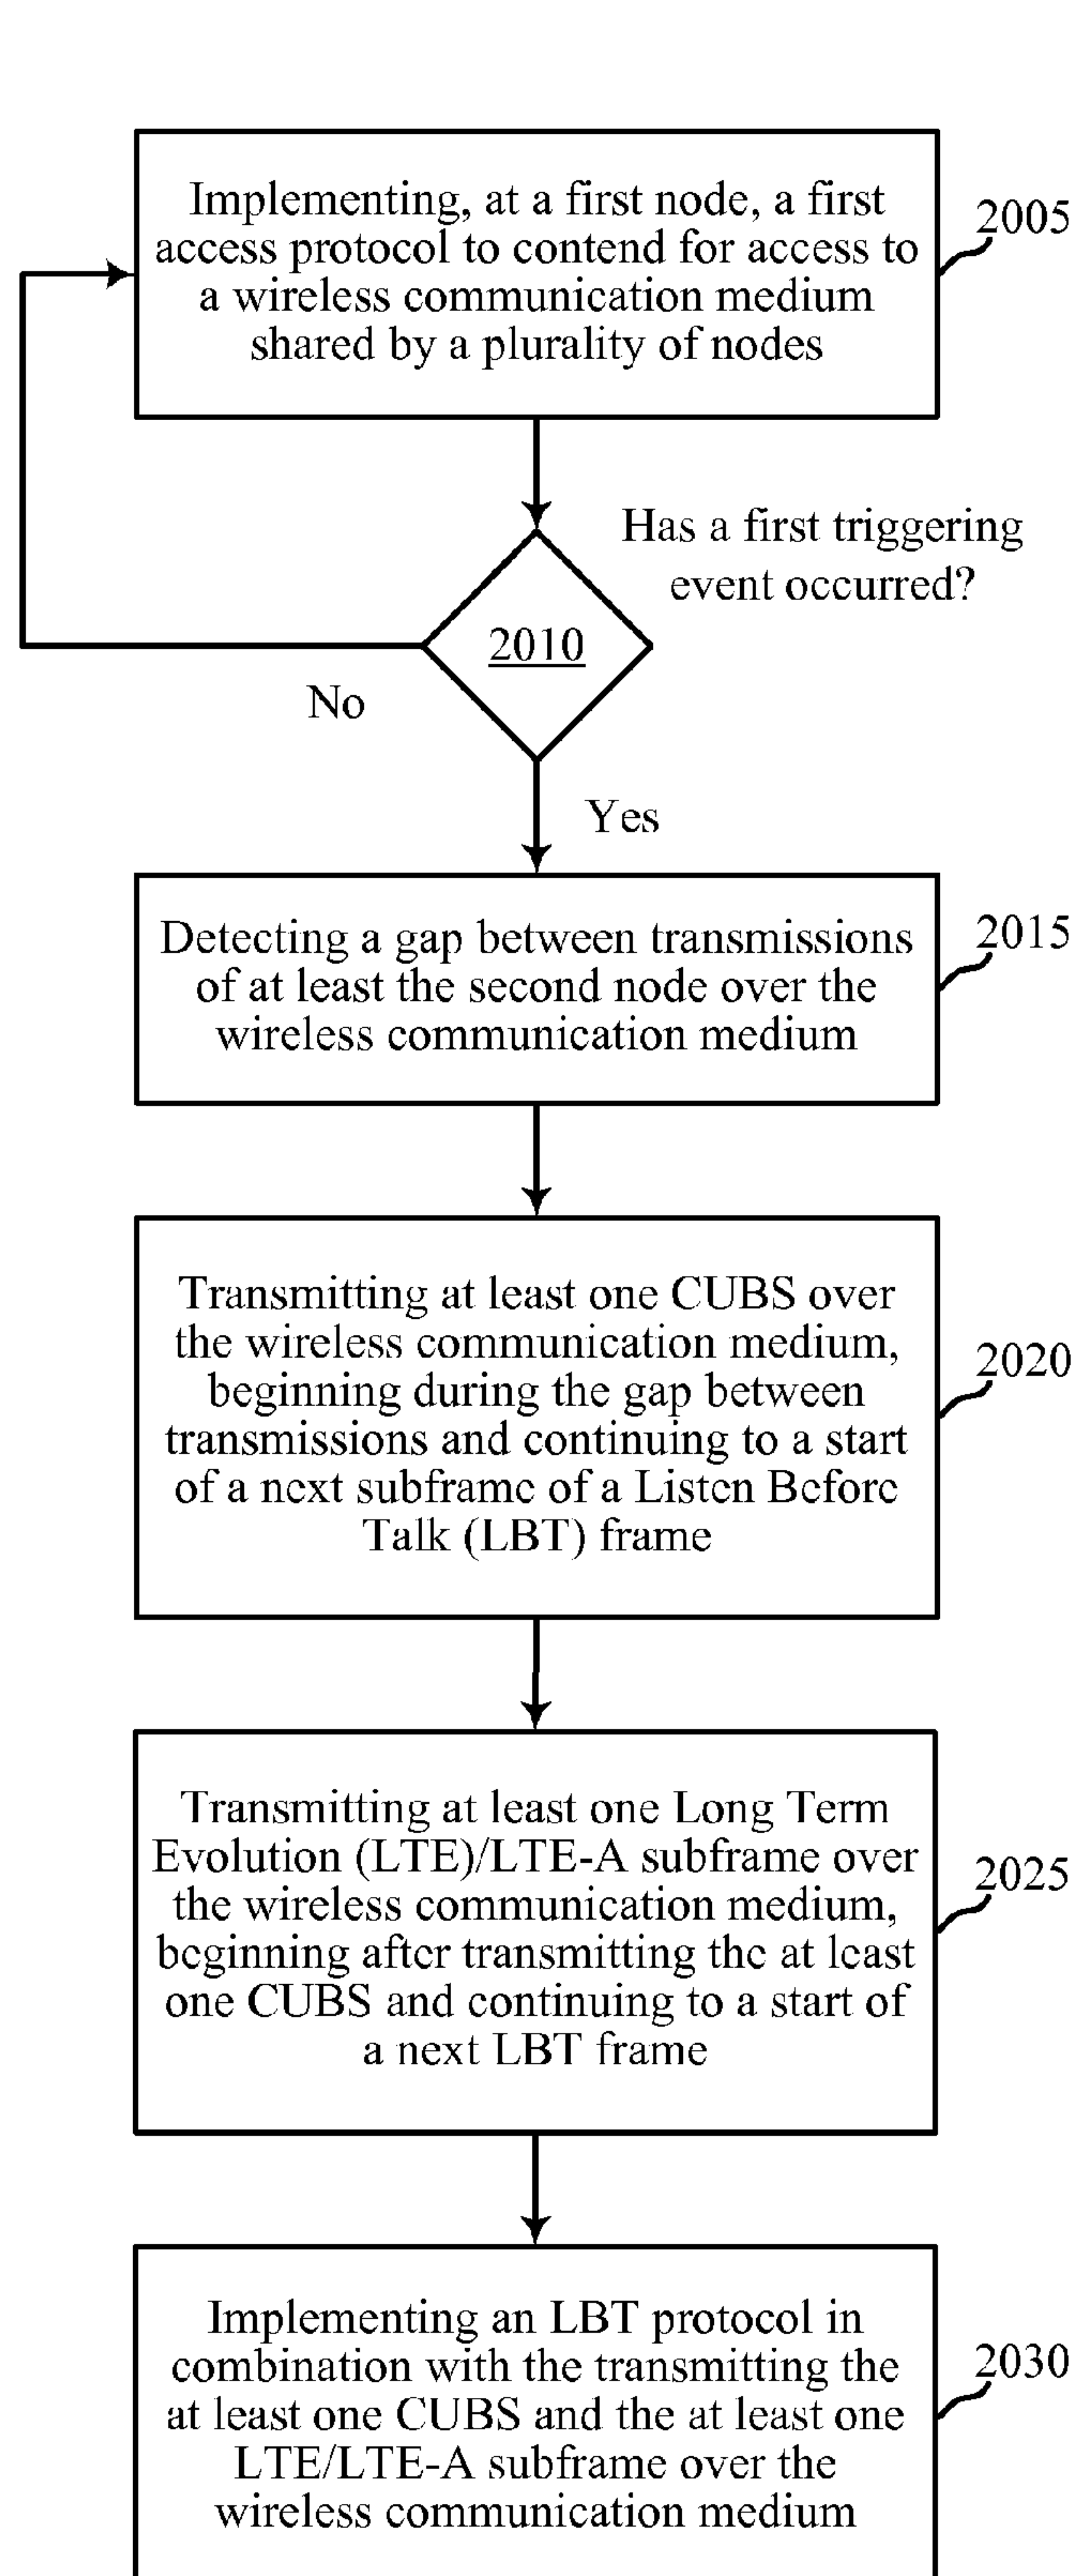 Implementing, at a first node, a first
access protocol to contend for access to
a wireless communication medium
shared by a plurality of nodes
2005
Has a first triggering
event occurred?
2010
No
Yes
Detecting a gap between transmissions
of at least the second node over the
wireless communication medium
2015
Transmitting at least one CUBS over
the wireless communication medium,
beginning during the gap between
transmissions and continuing to a start
of a next subframe of a Listen Before
Talk (LBT) frame
2020
Transmitting at least one Long Term
Evolution (LTE)/LTE-A subframe over
the wireless communication medium,
beginning after transmitting the at least
one CUBS and continuing to a start of
a next LBT frame
2025
Implementing an LBT protocol in
combination with the transmitting the
at least one CUBS and the at least one
LTE/LTE-A subframe over the
wireless communication medium
2030